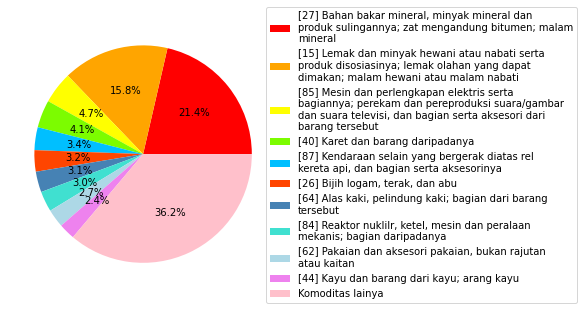 21.4%
15.8%
4.7%
4.1%
3.4%
3.2%
3.1%
3.0%
2.7%
2.4%
36.2%
[27] Bahan bakar mineral, minyak mineral dan
produk sulingannya; zat mengandung bitumen; malam
mineral
[15] Lemak dan minyak hewani atau nabati serta
produk disosiasinya; lemak olahan yang dapat
dimakan; malam hewani atau malam nabati
[85] Mesin dan perlengkapan elektris serta
bagiannya; perekam dan pereproduksi suara/gambar
dan suara televisi, dan bagian serta aksesori dari
barang tersebut
[40] Karet dan barang daripadanya
[87] Kendaraan selain yang bergerak diatas rel
kereta api, dan bagian serta aksesorinya
[26] Bijih logam, terak, dan abu
[64] Alas kaki, pelindung kaki; bagian dari barang
tersebut
[84] Reaktor nuklilr, ketel, mesin dan peralaan
mekanis; bagian daripadanya
[62] Pakaian dan aksesori pakaian, bukan rajutan
atau kaitan
[44] Kayu dan barang dari kayu; arang kayu
Komoditas lainya